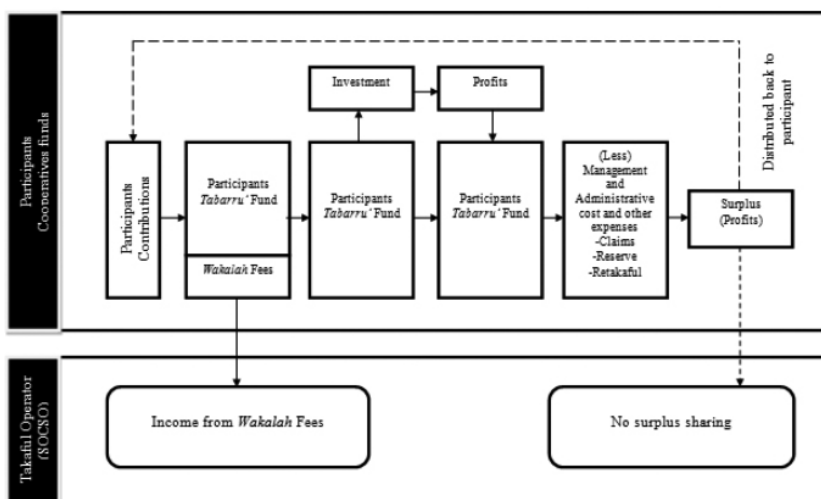 Participants
Cooperatives funds
Participants
Contributions
Participants
Tabarru‘ Fund
Wakalah Fees
Investment
Profits
Participants
Tabarru‘ Fund
Participants
Tabarru‘ Fund
(Less)
Management
and
Administrative
cost and other
expenses
-Claims
-Reserve
-Retakaful
Surplus
(Profits)
Distributed back to
participant
Takaful Operator
(SOCSO)
Income from Wakalah Fees
No surplus sharing